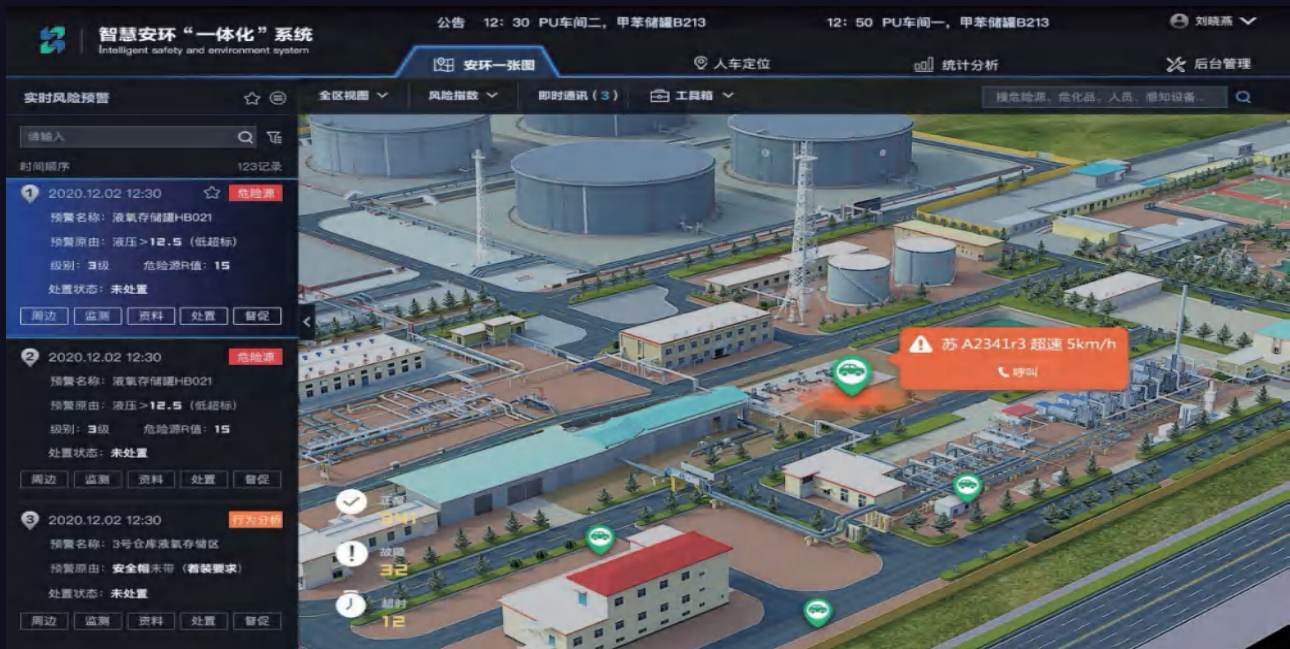 智慧安环“一体化”系统
Intelligent safety and environment system
公告 12: 30 PU车间二，甲苯储罐B213
12: 50 PU车间一，甲苯储罐B213
刘晓燕
安环一张图
人车定位
统计分析
后台管理
实时风险预警
全区视图
风险指数
即时通讯（3）
工具箱
搜危险源、危化品、人员、感知设备...
请输入
时间顺序
123记录
1 2020.12.02 12:30 危险源
预警名称：液氧存储罐HB021
预警原由：液压>12.5（低超标）
级别：3级 危险源R值：15
处置状态：未处置
周边 监测 资料 处置 督促
2 2020.12.02 12:30 危险源
预警名称：液氧存储罐HB021
预警原由：液压>12.5（低超标）
级别：3级 危险源R值：15
处置状态：未处置
周边 监测 资料 处置 督促
3 2020.12.02 12:30 行为分析
预警名称：3号仓库液氧存储区
预警原由：安全帽未带（着装要求）
处置状态：未处置
周边 监测 资料 处置 督促
苏 A2341r3 超速 5km/h
呼叫
正常
341
故障
32
超时
12